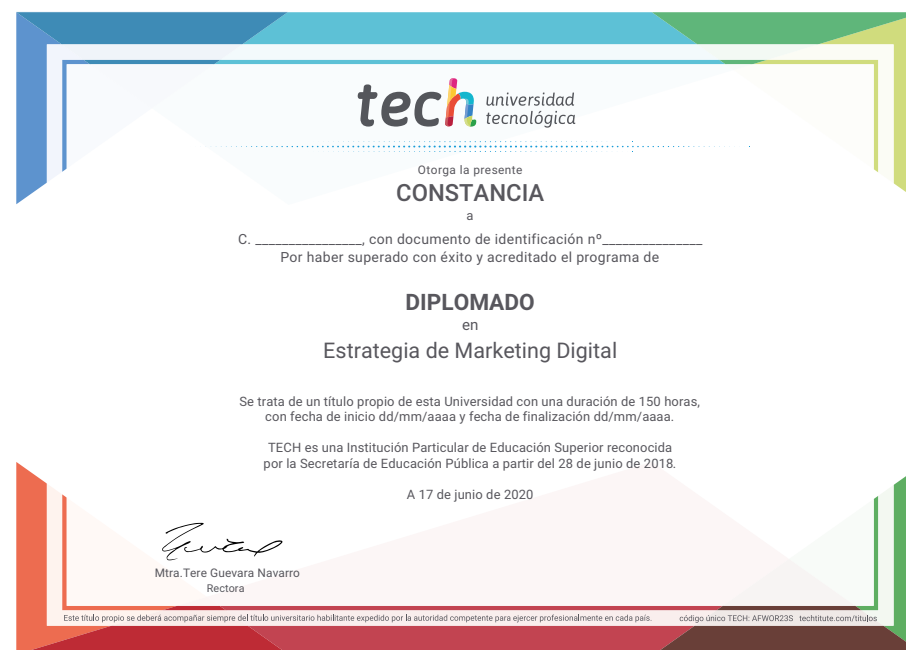 tech universidad
tecnológica
Otorga la presente
CONSTANCIA
a
C. ________________, con documento de identificación nº_______________
Por haber superado con éxito y acreditado el programa de
DIPLOMADO
en
Estrategia de Marketing Digital
Se trata de un título propio de esta Universidad con una duración de 150 horas,
con fecha de inicio dd/mm/aaaa y fecha de finalización dd/mm/aaaa.
TECH es una Institución Particular de Educación Superior reconocida
por la Secretaría de Educación Pública a partir del 28 de junio de 2018.
A 17 de junio de 2020
Mtra.Tere Guevara Navarro
Rectora
Este título propio se deberá acompañar siempre del título universitario habilitante expedido por la autoridad competente para ejercer profesionalmente en cada país. código único TECH: AFWOR23S techtitute.com/titulos